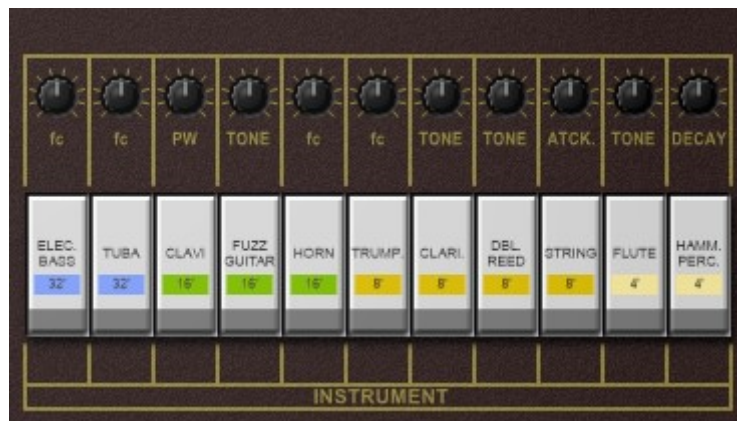 fc fc PW TONE fc fc TONE TONE ATCK. TONE DECAY
ELEC. BASS
32'
TUBA
32'
CLAVI
16'
FUZZ GUITAR
16'
HORN
16'
TRUMP.
8'
CLARI.
8'
DBL. REED
8'
STRING
8'
FLUTE
4'
HAMM. PERC.
4'
INSTRUMENT